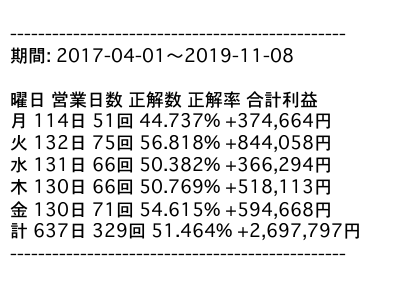 ------------------------------------------------
期間: 2017-04-01～2019-11-08
曜日 営業日数 正解数 正解率 合計利益
月 114日 51回 44.737% +374,664円
火 132日 75回 56.818% +844,058円
水 131日 66回 50.382% +366,294円
木 130日 66回 50.769% +518,113円
金 130日 71回 54.615% +594,668円
計 637日 329回 51.464% +2,697,797円
------------------------------------------------